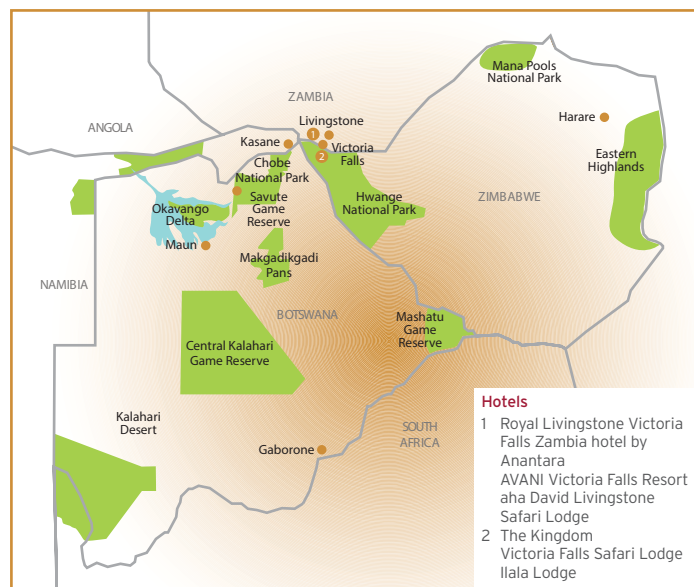 Mana Pools
National Park
ZAMBIA
Livingstone
1
Harare
ANGOLA
Kasane
Victoria
Falls
2
Eastern
Highlands
Chobe
National Park
Savute
Game
Reserve
Hwange
National Park
ZIMBABWE
Okavango
Delta
Maun
Makgadikgadi
Pans
NAMIBIA
BOTSWANA
Mashatu
Game
Reserve
Central Kalahari
Game Reserve
Kalahari
Desert
SOUTH
AFRICA
Gaborone
Hotels
1 Royal Livingstone Victoria
Falls Zambia hotel by
Anantara
AVANI Victoria Falls Resort
aha David Livingstone
Safari Lodge
2 The Kingdom
Victoria Falls Safari Lodge
Ilala Lodge